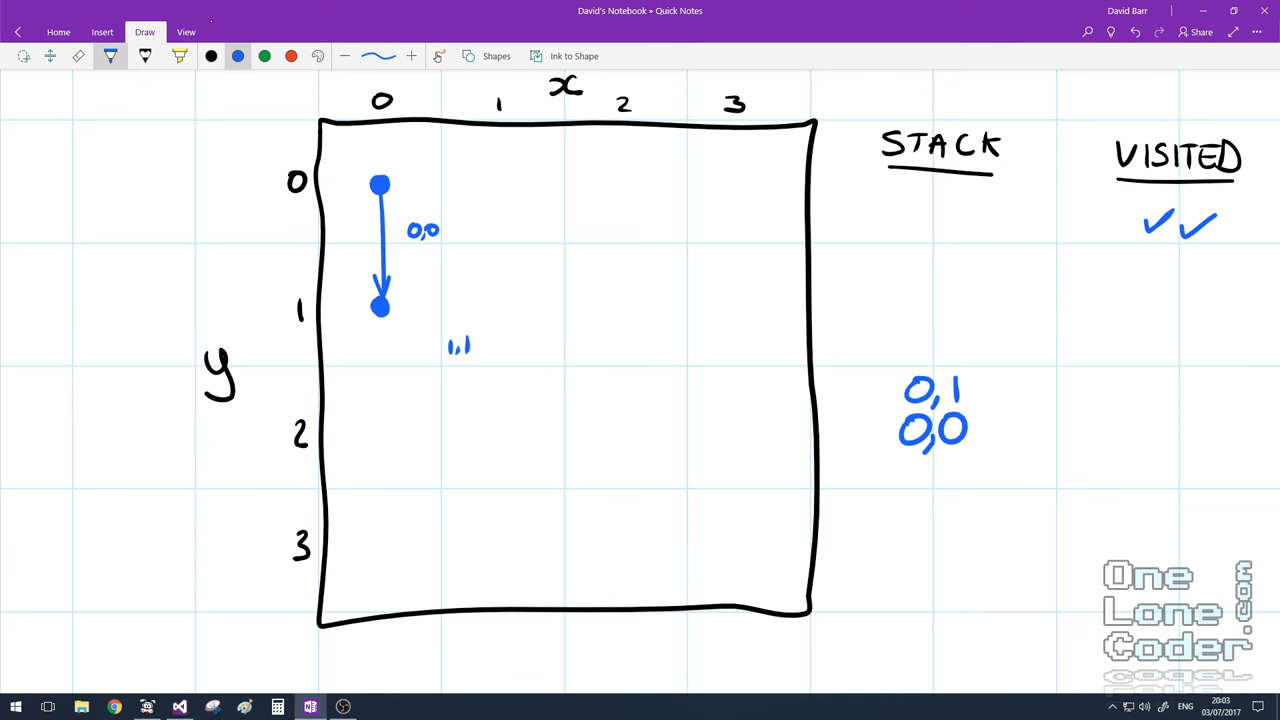 David's Notebook » Quick Notes
David Barr
Home Insert Draw View
Share
Shapes
Ink to Shape
x
0 1 2 3
STACK
VISITED
0
0,0
1
1,1
y
0,1
0,0
2
3
One
Lone
Coder
.com
ENG
20:03
03/07/2017